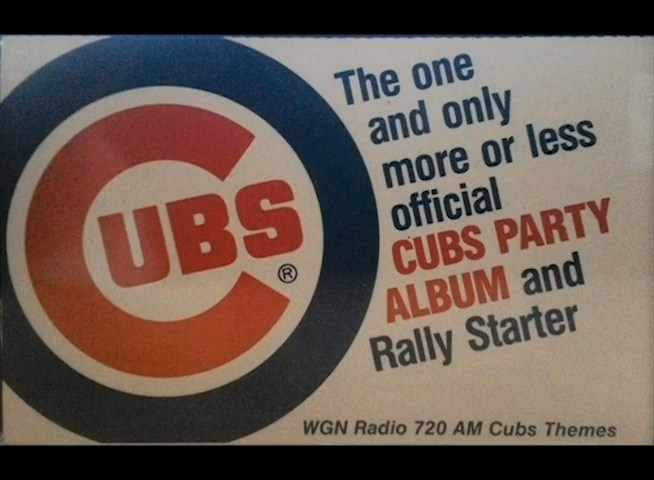 CUBS
®
The one
and only
more or less
official
CUBS PARTY
ALBUM and
Rally Starter
WGN Radio 720 AM Cubs Themes